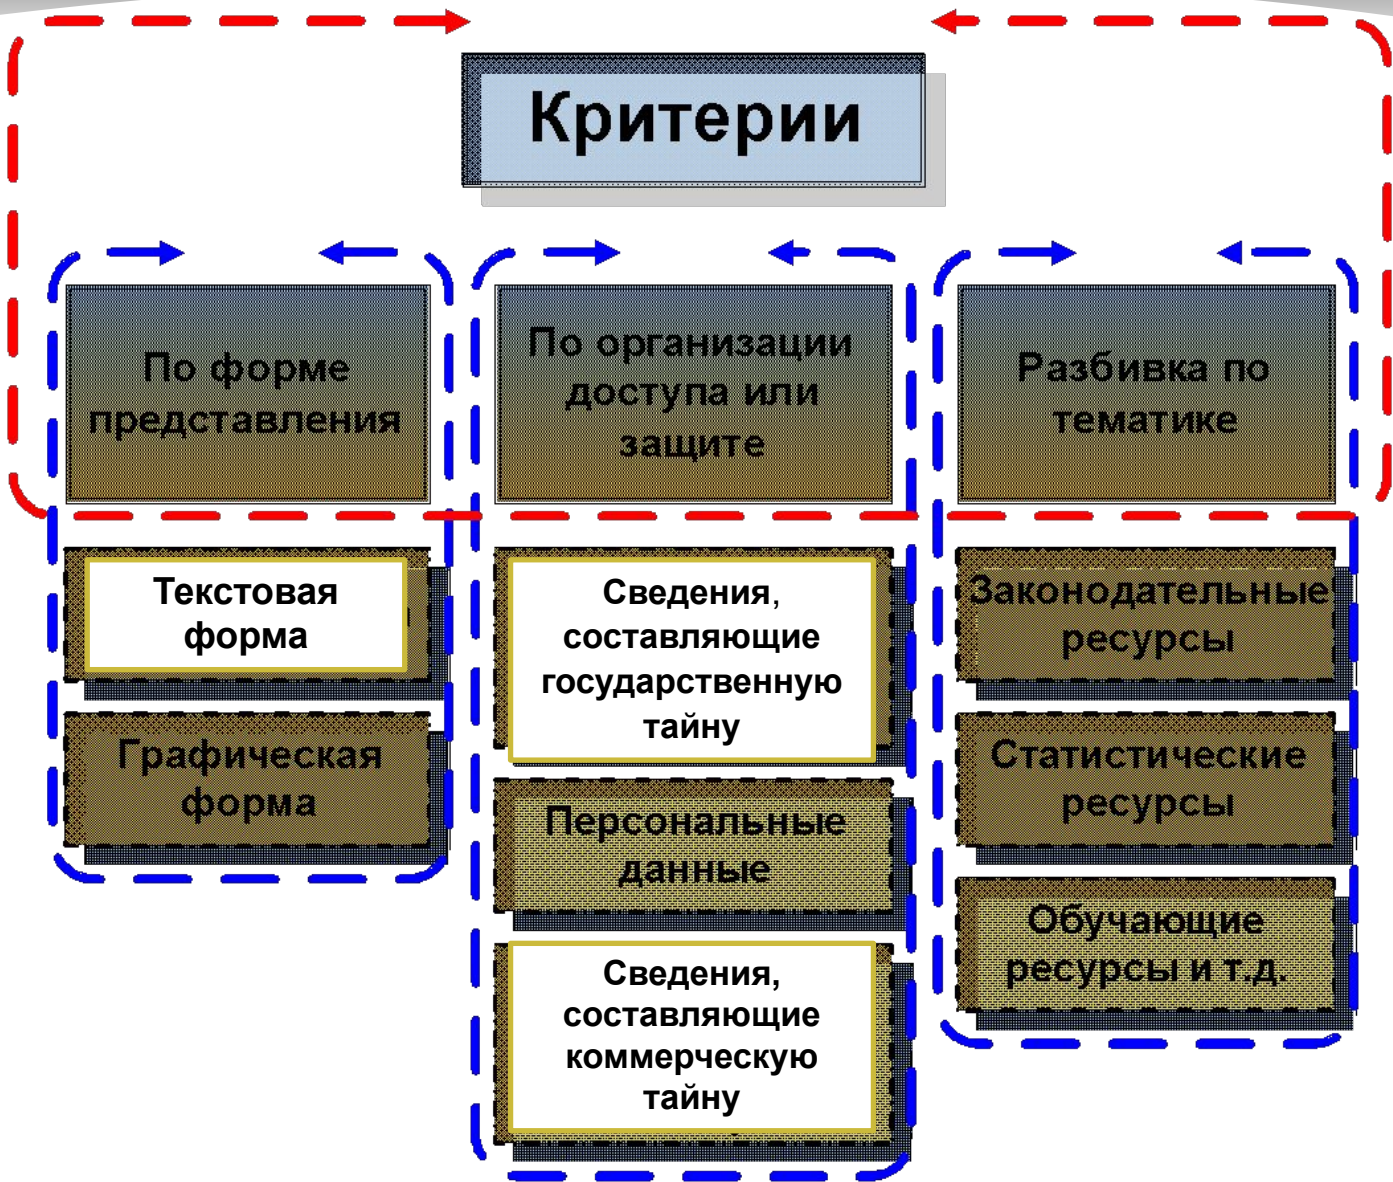 Критерии
По форме
представления
Текстовая
форма
Графическая
форма
По организации
доступа или
защите
Сведения,
составляющие
государственную
тайну
Персональные
данные
Сведения,
составляющие
коммерческую
тайну
Разбивка по
тематике
Законодательные
ресурсы
Статистические
ресурсы
Обучающие
ресурсы и т.д.